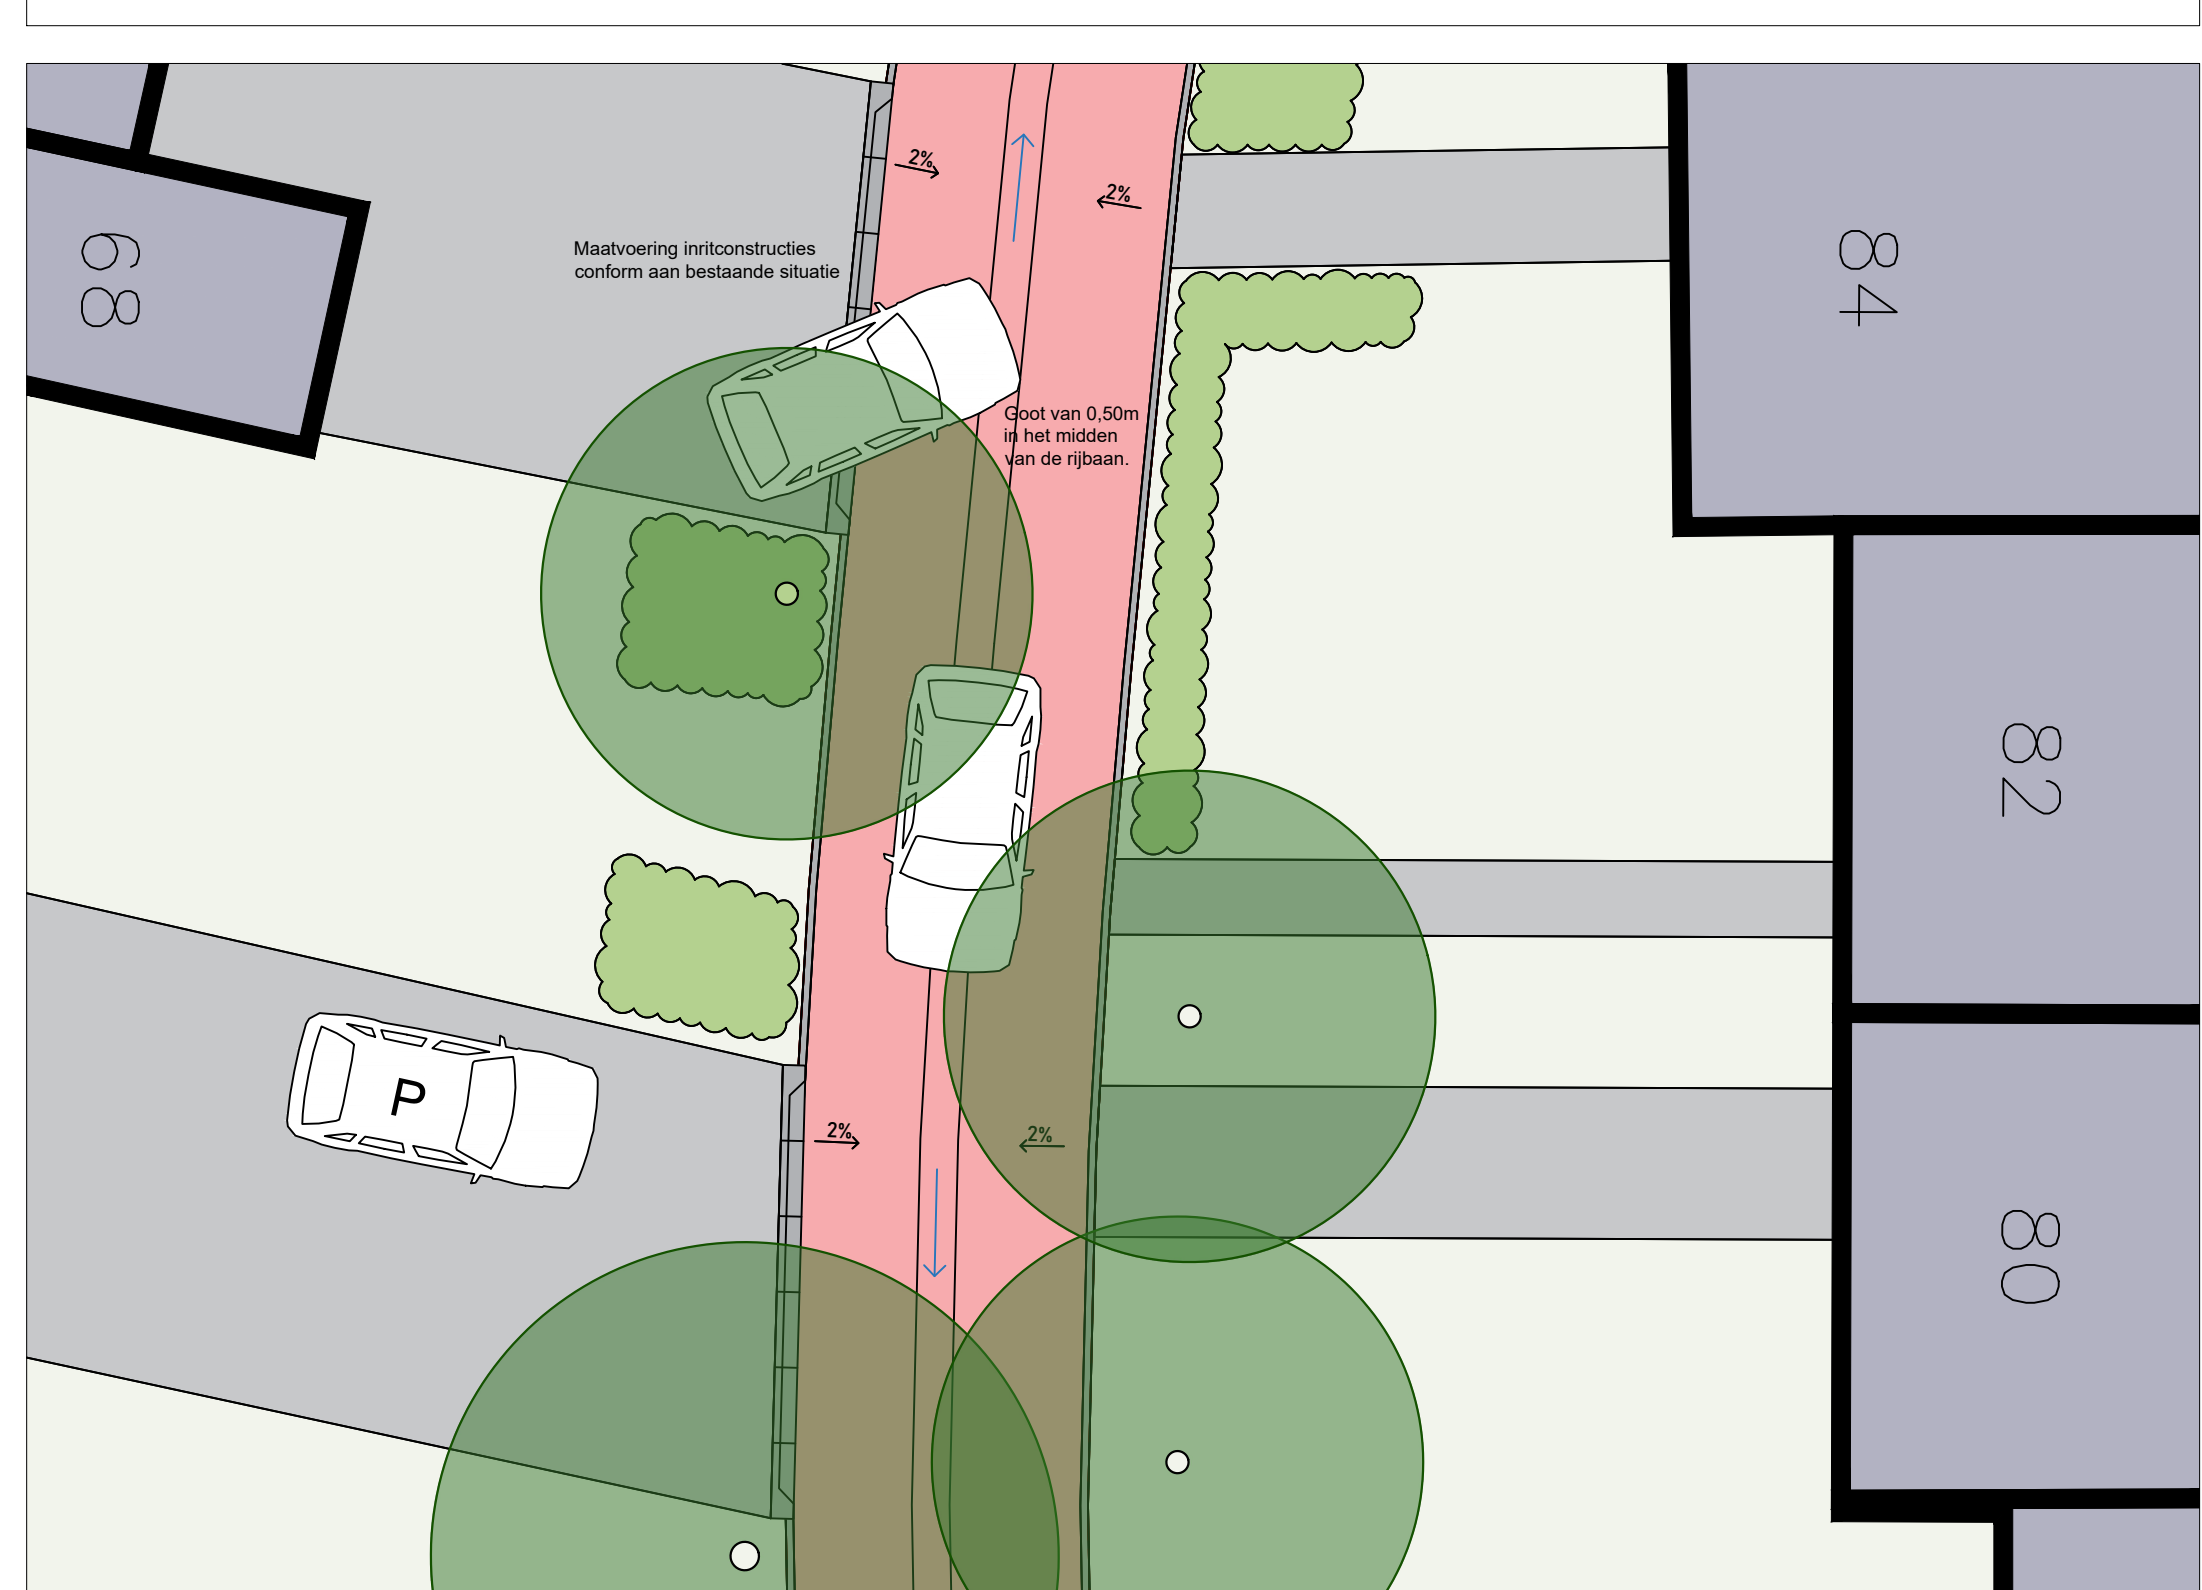 2%
2%
68
84
Maatvoering inritconstructies
conform aan bestaande situatie
Goot van 0,50m
in het midden
van de rijbaan.
82
P
2%
2%
80